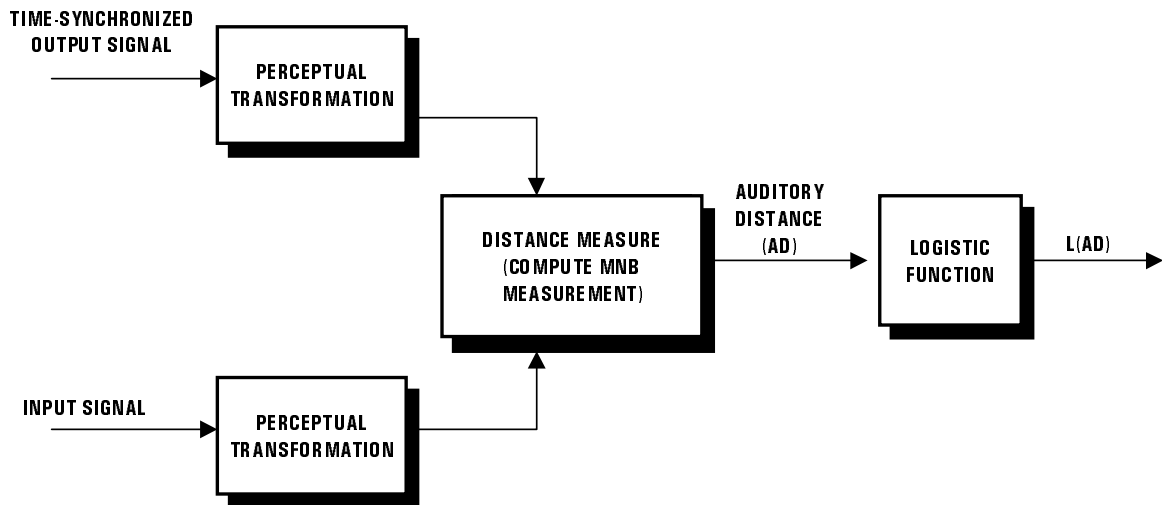 TIME-SYNCHRONIZED
OUTPUT SIGNAL
PERCEPTUAL
TRANSFORMATION
DISTANCE MEASURE
(COMPUTE MNB
MEASUREMENT)
AUDITORY
DISTANCE
(AD)
LOGISTIC
FUNCTION
L(AD)
INPUT SIGNAL
PERCEPTUAL
TRANSFORMATION